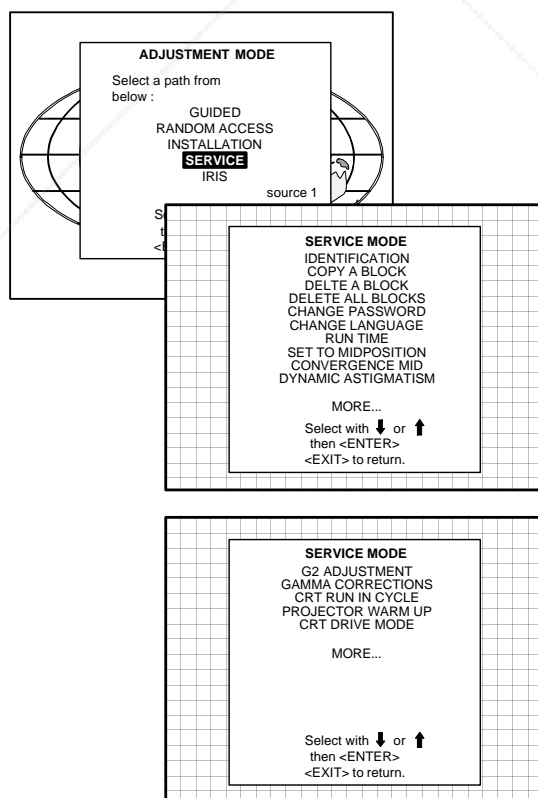 ADJUSTMENT MODE
Select a path from
below :
GUIDED
RANDOM ACCESS
INSTALLATION
SERVICE
IRIS
source 1
SERVICE MODE
IDENTIFICATION
COPY A BLOCK
DELTE A BLOCK
DELETE ALL BLOCKS
CHANGE PASSWORD
CHANGE LANGUAGE
RUN TIME
SET TO MIDPOSITION
CONVERGENCE MID
DYNAMIC ASTIGMATISM
MORE...
Select with ⬇ or ⬆
then <ENTER>
<EXIT> to return.
SERVICE MODE
G2 ADJUSTMENT
GAMMA CORRECTIONS
CRT RUN IN CYCLE
PROJECTOR WARM UP
CRT DRIVE MODE
MORE...
Select with ⬇ or ⬆
then <ENTER>
<EXIT> to return.